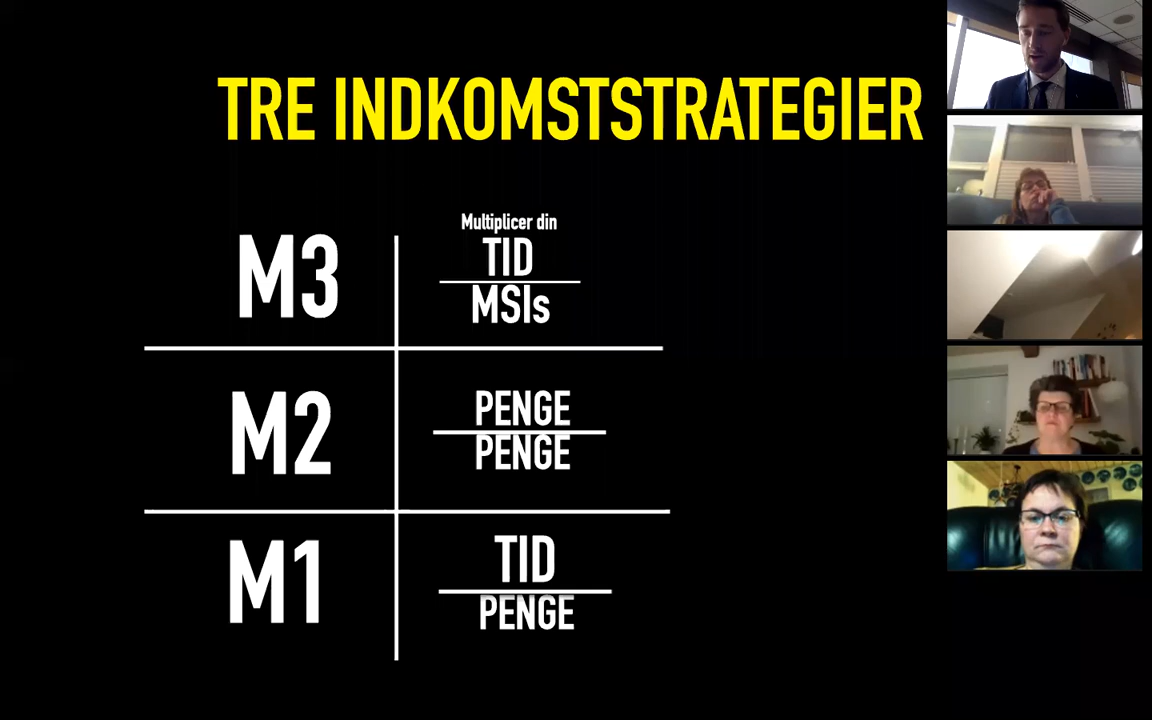 TRE INDKOMSTSTRATEGIER
M3
Multiplicer din
TID
MSIs
M2
PENGE
PENGE
M1
TID
PENGE